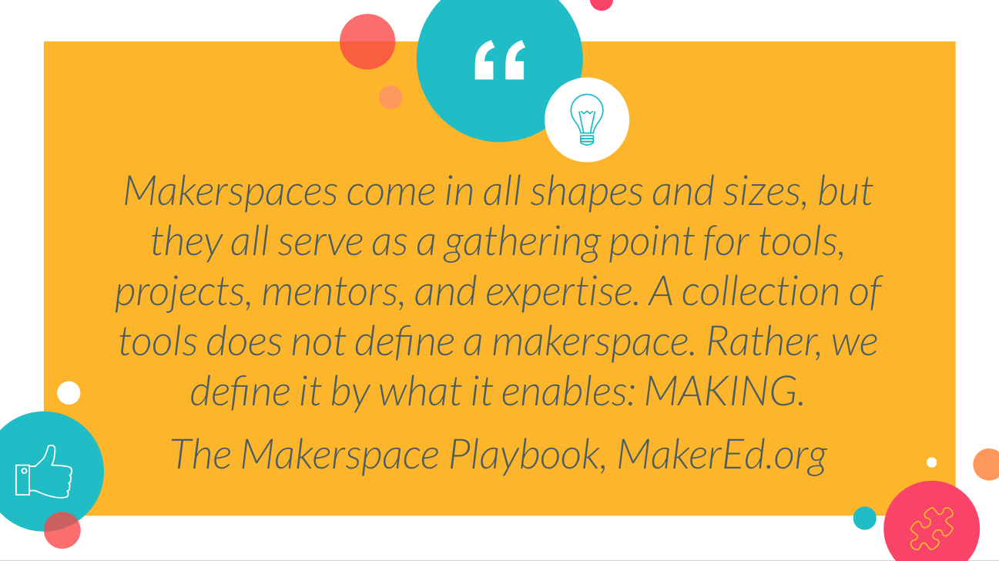 “
Makerspaces come in all shapes and sizes, but
they all serve as a gathering point for tools,
projects, mentors, and expertise. A collection of
tools does not define a makerspace. Rather, we
define it by what it enables: MAKING.
The Makerspace Playbook, MakerEd.org